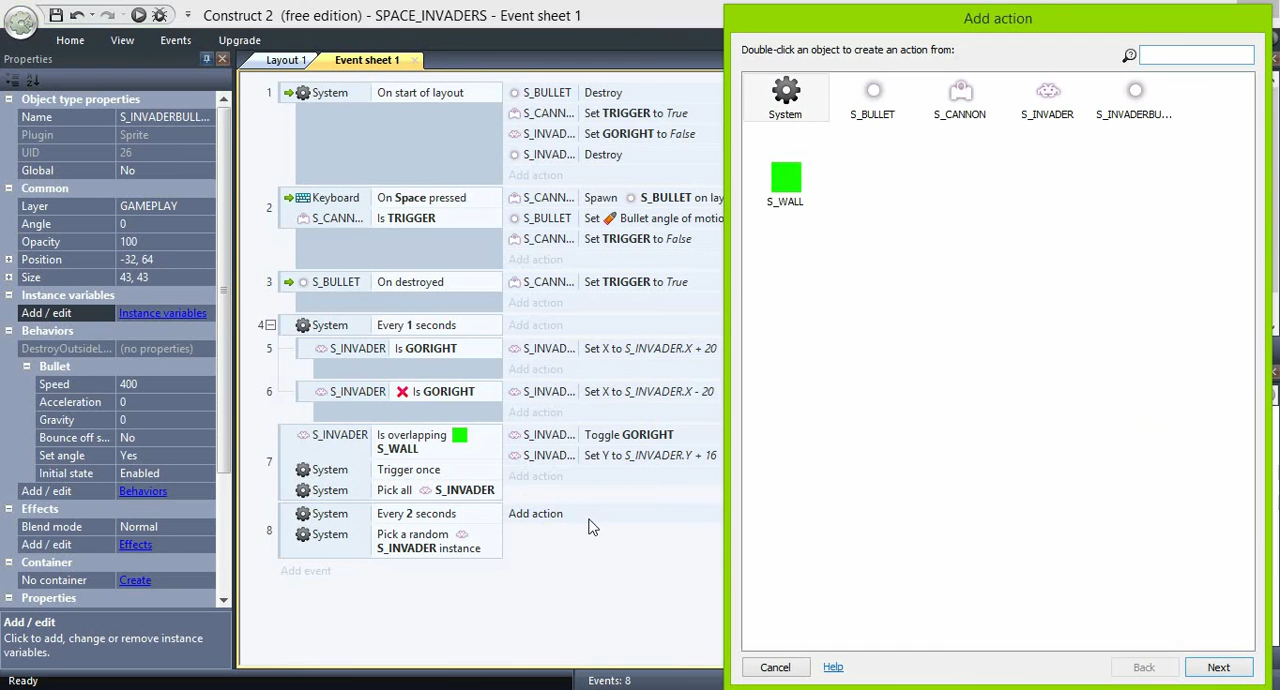 Construct 2 (free edition) - SPACE_INVADERS - Event sheet 1
Home View Events Upgrade
Properties
Object type properties
Name S_INVADERBULL...
Plugin Sprite
UID 26
Global No
Common
Layer GAMEPLAY
Angle 0
Opacity 100
Position -32, 64
Size 43, 43
Instance variables
Add / edit Instance variables
Behaviors
DestroyOutsideL... (no properties)
Bullet
Speed 400
Acceleration 0
Gravity 0
Bounce off s... No
Set angle Yes
Initial state Enabled
Add / edit Behaviors
Effects
Blend mode Normal
Add / edit Effects
Container
No container Create
Properties
Add / edit
Click to add, change or remove instance
variables.
Ready
Layout 1 Event sheet 1
1 System On start of layout S_BULLET Destroy
S_CANN... Set TRIGGER to True
S_INVAD... Set GORIGHT to False
S_INVAD... Destroy
Add action
2 Keyboard On Space pressed S_CANN... Spawn S_BULLET on lay
S_CANN... Is TRIGGER S_BULLET Set Bullet angle of motio
S_CANN... Set TRIGGER to False
Add action
3 S_BULLET On destroyed S_CANN... Set TRIGGER to True
Add action
4 System Every 1 seconds Add action
5 S_INVADER Is GORIGHT S_INVAD... Set X to S_INVADER.X + 20
Add action
6 S_INVADER Is GORIGHT S_INVAD... Set X to S_INVADER.X - 20
Add action
7 S_INVADER Is overlapping S_INVAD... Toggle GORIGHT
S_WALL S_INVAD... Set Y to S_INVADER.Y + 16
System Trigger once Add action
System Pick all S_INVADER
8 System Every 2 seconds Add action
System Pick a random
S_INVADER instance
Add event
Events: 8
Add action
Double-click an object to create an action from:
System S_BULLET S_CANNON S_INVADER S_INVADERBU...
S_WALL
Cancel Help Back Next